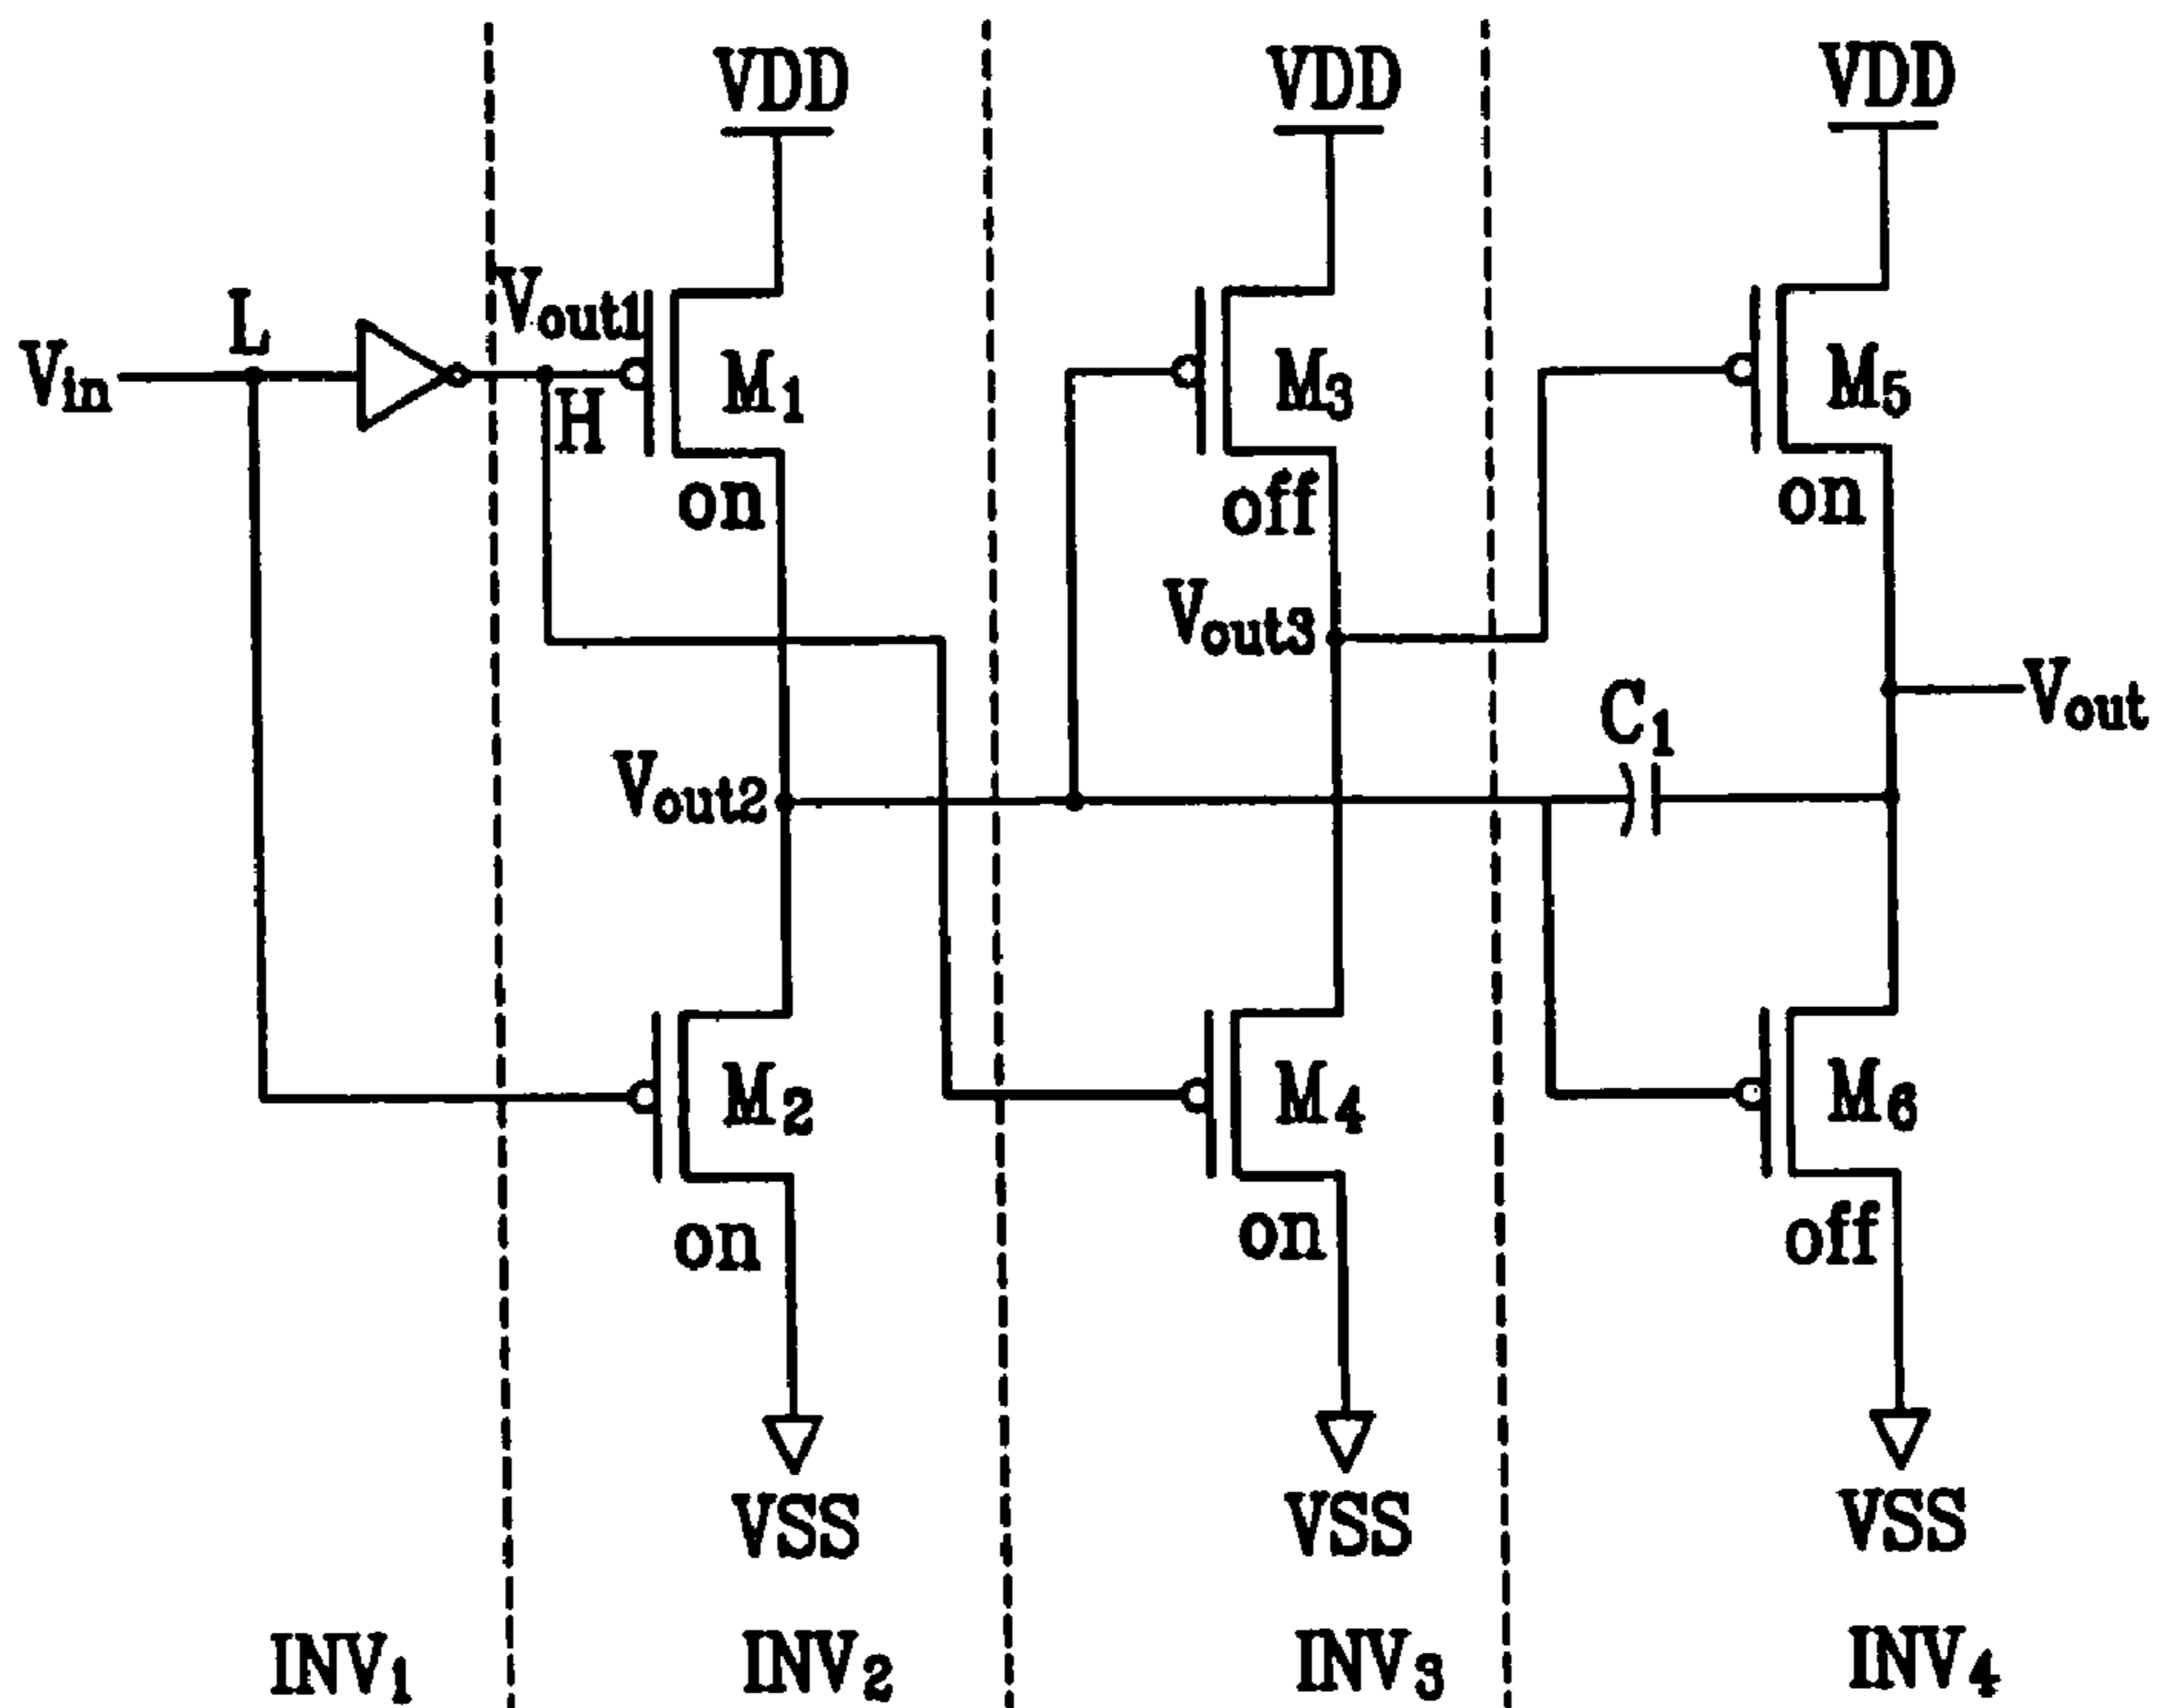 VDD
VDD
VDD
Vin
L
Vout1
H
M1
on
M3
off
M5
on
Vout3
Vout
C1
Vout2
M2
on
M4
on
M6
off
VSS
VSS
VSS
INV1
INV2
INV3
INV4